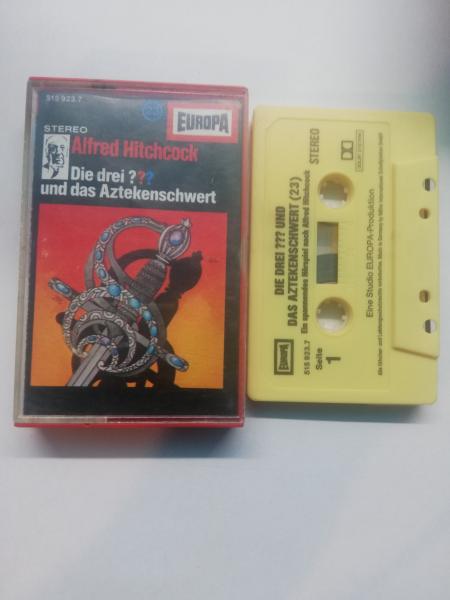 515 923.7
EUROPA
STEREO
Alfred Hitchcock
Die drei ???
und das Aztekenschwert
DIE DREI ??? UND
DAS AZTEKENSCHWERT (23)
Ein spannendes Hörspiel nach Alfred Hitchcock
STEREO
EUROPA
515 923.7
Seite
1
Eine Studio EUROPA-Produktion